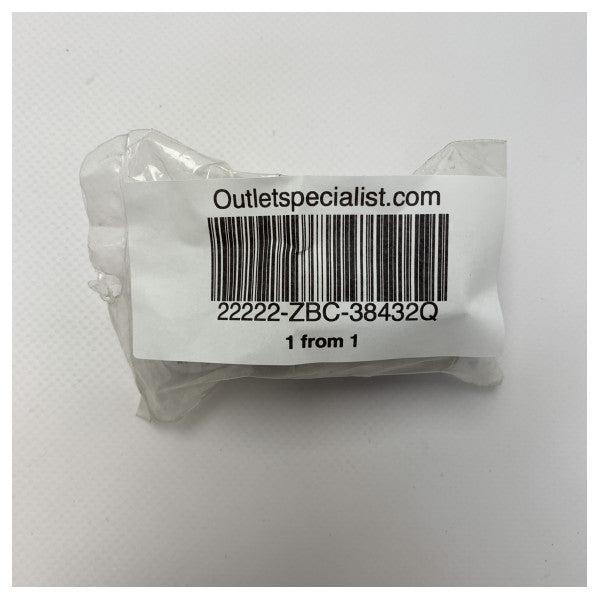 Outletspecialist.com
22222-ZBC-38432Q
1 from 1